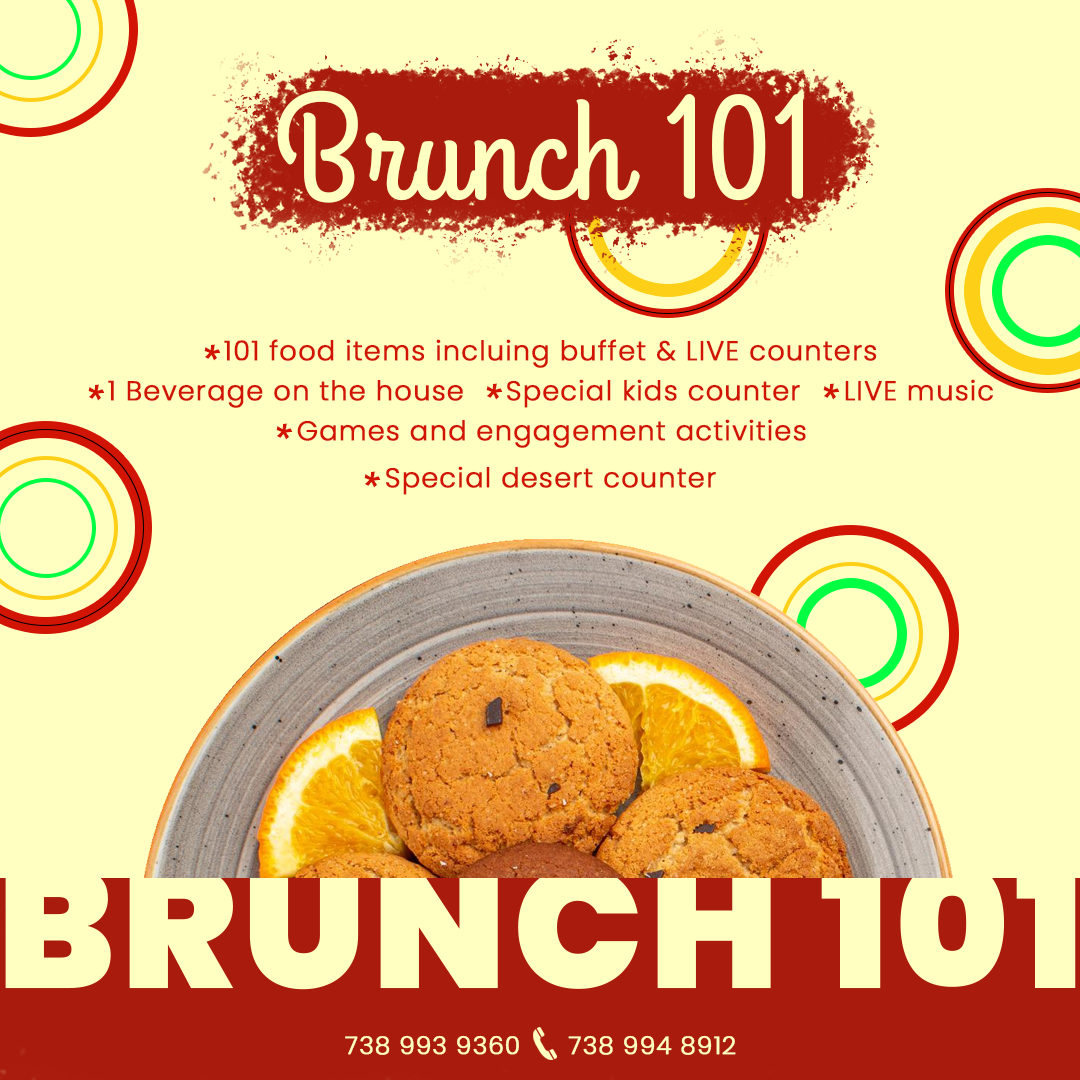 Brunch 101
*101 food items incluing buffet & LIVE counters
*1 Beverage on the house *Special kids counter *LIVE music
*Games and engagement activities
*Special desert counter
BRUNCH 101
738 993 9360 738 994 8912